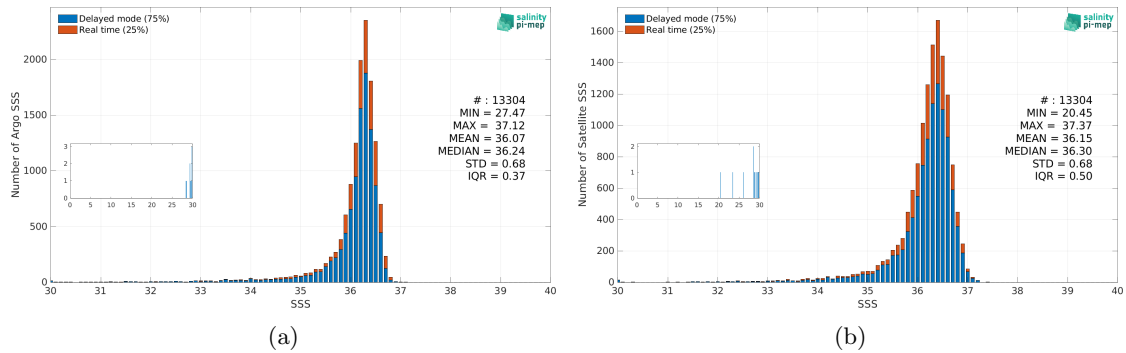 Delayed mode (75%)
Real time (25%)
salinity
pi-mep
# : 13304
MIN = 27.47
MAX = 37.12
MEAN = 36.07
MEDIAN = 36.24
STD = 0.68
IQR = 0.37
Number of Argo SSS
2500
2000
1500
1000
500
0
3
2
1
0
0 5 10 15 20 25 30
30 31 32 33 34 35 36 37 38 39 40
SSS
(a)
Delayed mode (75%)
Real time (25%)
salinity
pi-mep
# : 13304
MIN = 20.45
MAX = 37.37
MEAN = 36.15
MEDIAN = 36.30
STD = 0.68
IQR = 0.50
Number of Satellite SSS
1600
1400
1200
1000
800
600
400
200
0
2
1
0
0 5 10 15 20 25 30
30 31 32 33 34 35 36 37 38 39 40
SSS
(b)